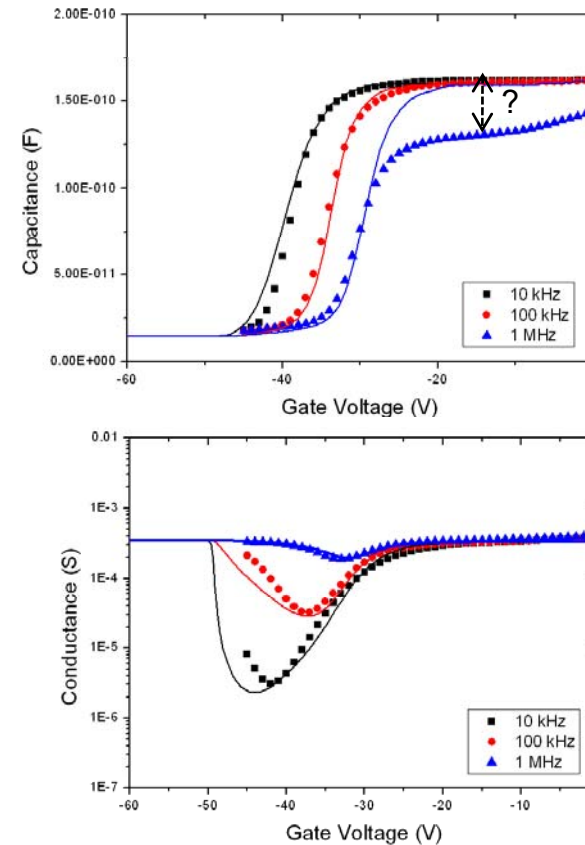 2.00E-010
1.50E-010
1.00E-010
5.00E-011
0.00E+000
Capacitance (F)
?
10 kHz
100 kHz
1 MHz
-60
-40
-20
Gate Voltage (V)
0.01
1E-3
1E-4
1E-5
1E-6
1E-7
Conductance (S)
10 kHz
100 kHz
1 MHz
-60
-50
-40
-30
-20
-10
Gate Voltage (V)